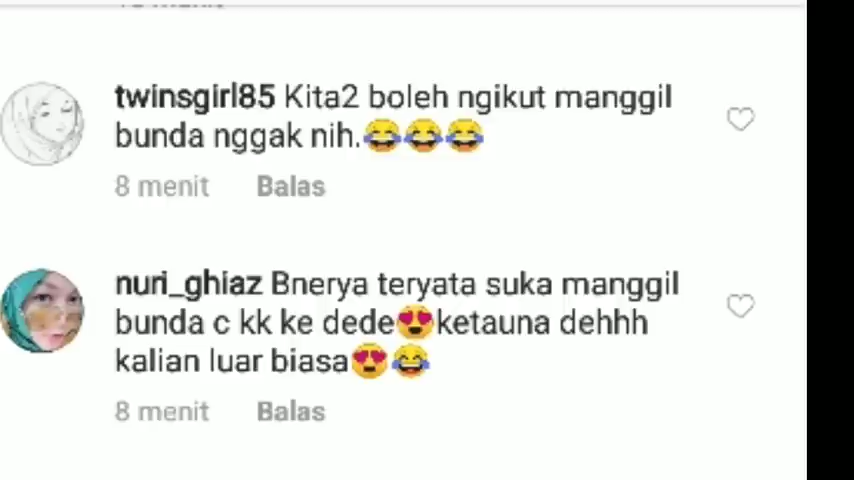 twinsgirl85 Kita2 boleh ngikut manggil
bunda nggak nih.😂😂😂
8 menit Balas
nuri_ghiaz Bnerya teryata suka manggil
bunda c kk ke dede😍ketauna dehhh
kalian luar biasa😍😂
8 menit Balas